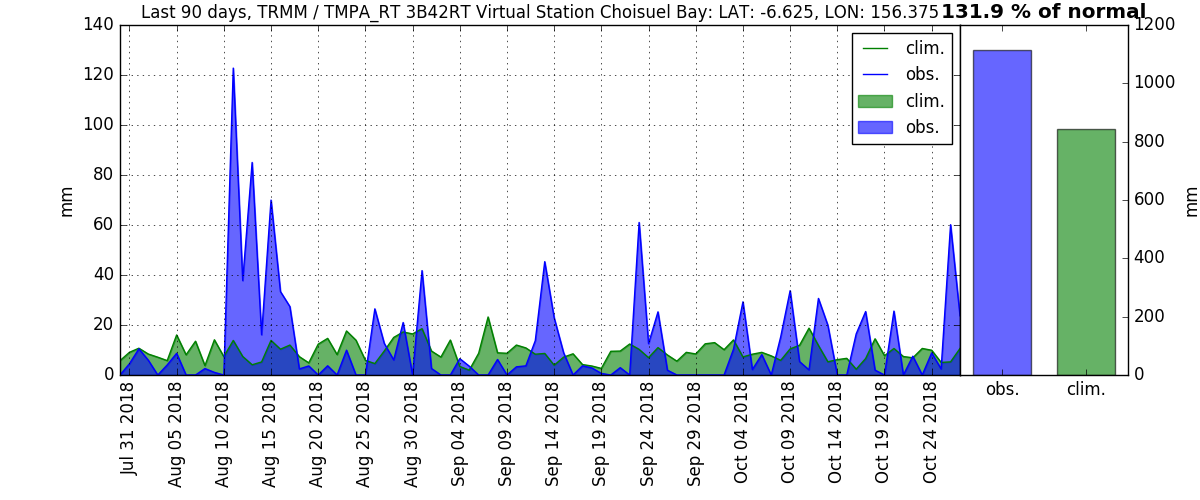 Last 90 days, TRMM / TMPA_RT 3B42RT Virtual Station Choisuel Bay: LAT: -6.625, LON: 156.375
131.9 % of normal
140
120
100
80
60
40
20
0
mm
clim.
obs.
clim.
obs.
Jul 31 2018
Aug 05 2018
Aug 10 2018
Aug 15 2018
Aug 20 2018
Aug 25 2018
Aug 30 2018
Sep 04 2018
Sep 09 2018
Sep 14 2018
Sep 19 2018
Sep 24 2018
Sep 29 2018
Oct 04 2018
Oct 09 2018
Oct 14 2018
Oct 19 2018
Oct 24 2018
1200
1000
800
600
400
200
0
mm
obs.
clim.